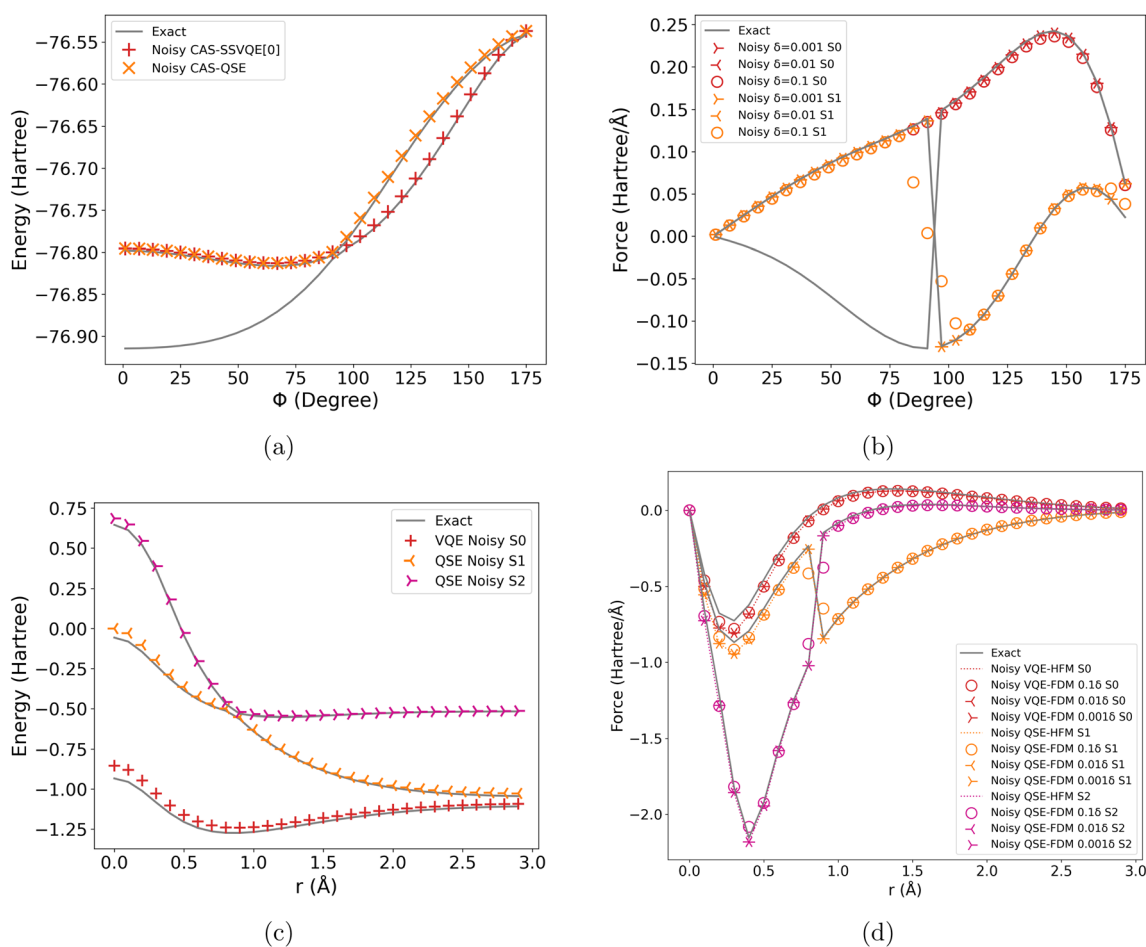 Exact
Noisy CAS-SSVQE[0]
Noisy CAS-QSE
Energy (Hartree)
−76.55
−76.60
−76.65
−76.70
−76.75
−76.80
−76.85
−76.90
0 25 50 75 100 125 150 175
Φ (Degree)
(a)
Exact
Noisy δ=0.001 S0
Noisy δ=0.01 S0
Noisy δ=0.1 S0
Noisy δ=0.001 S1
Noisy δ=0.01 S1
Noisy δ=0.1 S1
Force (Hartree/Å)
0.25
0.20
0.15
0.10
0.05
0.00
−0.05
−0.10
−0.15
0 25 50 75 100 125 150 175
Φ (Degree)
(b)
Exact
VQE Noisy S0
QSE Noisy S1
QSE Noisy S2
Energy (Hartree)
0.75
0.50
0.25
0.00
−0.25
−0.50
−0.75
−1.00
−1.25
0.0 0.5 1.0 1.5 2.0 2.5 3.0
r (Å)
(c)
Force (Hartree/Å)
0.0
−0.5
−1.0
−1.5
−2.0
Exact
Noisy VQE-HFM S0
Noisy VQE-FDM 0.1δ S0
Noisy VQE-FDM 0.01δ S0
Noisy VQE-FDM 0.001δ S0
Noisy QSE-HFM S1
Noisy QSE-FDM 0.1δ S1
Noisy QSE-FDM 0.01δ S1
Noisy QSE-FDM 0.001δ S1
Noisy QSE-HFM S2
Noisy QSE-FDM 0.1δ S2
Noisy QSE-FDM 0.01δ S2
Noisy QSE-FDM 0.001δ S2
0.0 0.5 1.0 1.5 2.0 2.5 3.0
r (Å)
(d)